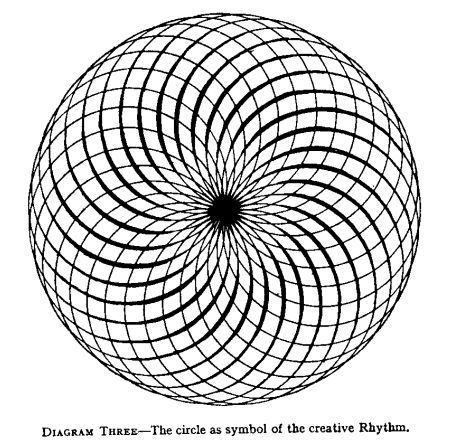 DIAGRAM THREE—The circle as symbol of the creative Rhythm.